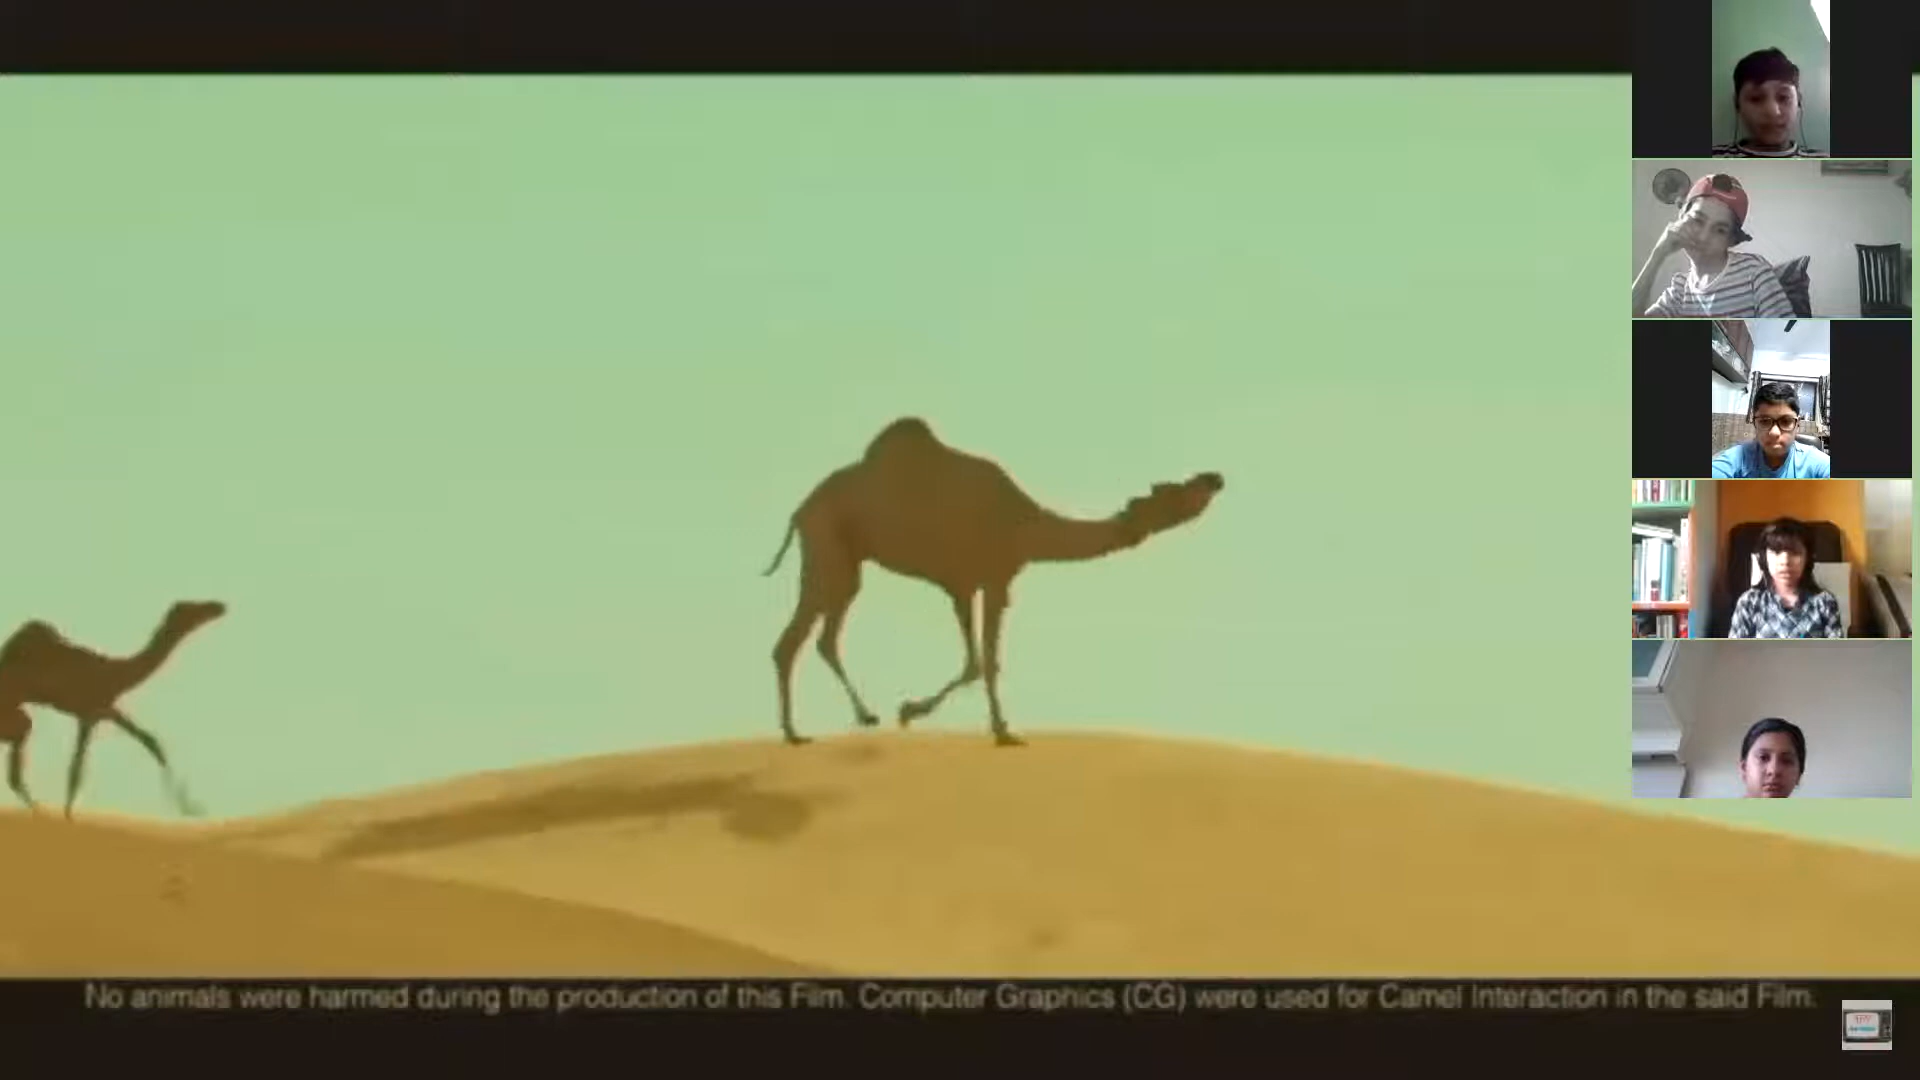 No animals were harmed during the production of this Film. Computer Graphics (CG) were used for Camel Interaction in the said Film.